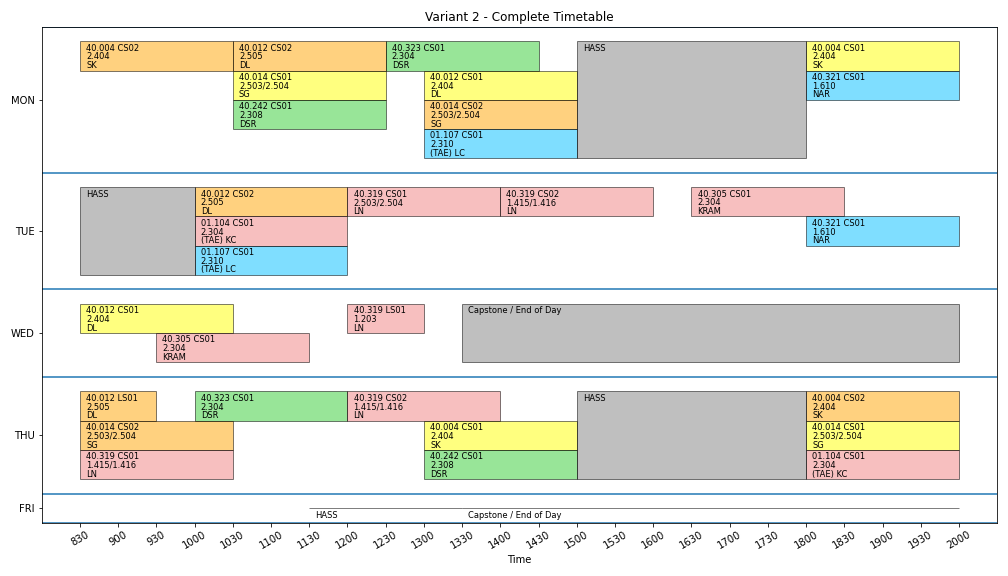 Variant 2 - Complete Timetable
MON
40.004 CS02
2.404
SK
40.012 CS02
2.505
DL
40.323 CS01
2.304
DSR
HASS
40.004 CS01
2.404
SK
40.014 CS01
2.503/2.504
SG
40.012 CS01
2.404
DL
40.321 CS01
1.610
NAR
40.242 CS01
2.308
DSR
40.014 CS02
2.503/2.504
SG
01.107 CS01
2.310
(TAE) LC
TUE
HASS
40.012 CS02
2.505
DL
40.319 CS01
2.503/2.504
LN
40.319 CS02
1.415/1.416
LN
40.305 CS01
2.304
KRAM
01.104 CS01
2.304
(TAE) KC
40.321 CS01
1.610
NAR
01.107 CS01
2.310
(TAE) LC
WED
40.012 CS01
2.404
DL
40.319 LS01
1.203
LN
Capstone / End of Day
40.305 CS01
2.304
KRAM
THU
40.012 LS01
2.505
DL
40.323 CS01
2.304
DSR
40.319 CS02
1.415/1.416
LN
HASS
40.004 CS02
2.404
SK
40.014 CS02
2.503/2.504
SG
40.004 CS01
2.404
SK
40.014 CS01
2.503/2.504
SG
40.319 CS01
1.415/1.416
LN
40.242 CS01
2.308
DSR
01.104 CS01
2.304
(TAE) KC
FRI
HASS
Capstone / End of Day
830 900 930 1000 1030 1100 1130 1200 1230 1300 1330 1400 1430 1500 1530 1600 1630 1700 1730 1800 1830 1900 1930 2000
Time